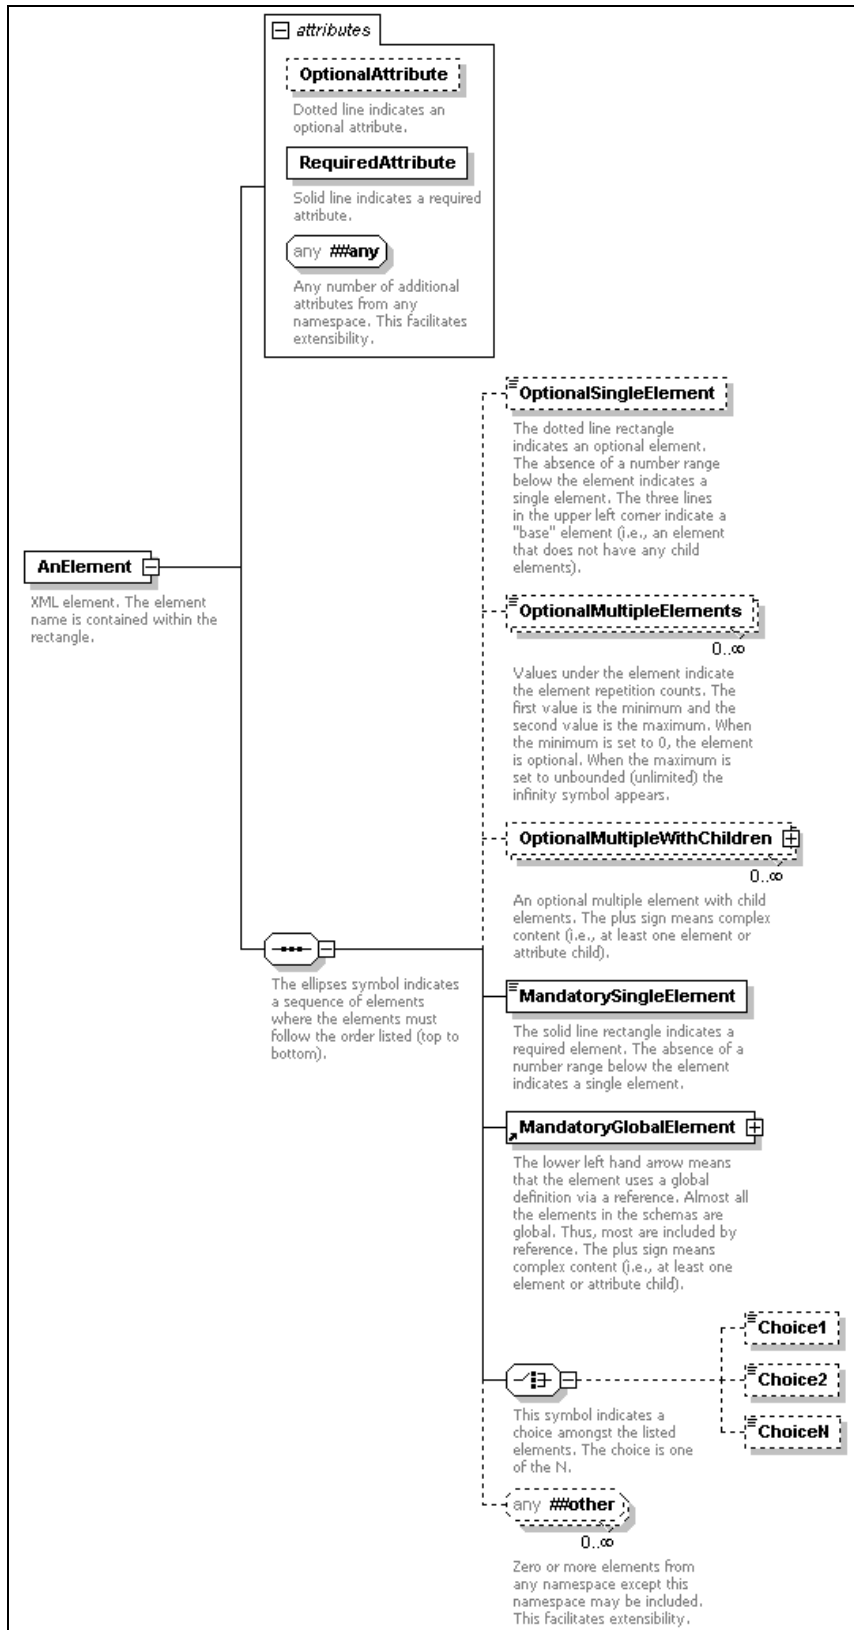 attributes
OptionalAttribute
Dotted line indicates an
optional attribute.
RequiredAttribute
Solid line indicates a required
attribute.
any ##any
Any number of additional
attributes from any
namespace. This facilitates
extensibility.
OptionalSingleElement
The dotted line rectangle
indicates an optional element.
The absence of a number range
below the element indicates a
single element. The three lines
in the upper left corner indicate a
"base" element (i.e., an element
that does not have any child
elements).
AnElement
XML element. The element
name is contained within the
rectangle.
OptionalMultipleElements
0..∞
Values under the element indicate
the element repetition counts. The
first value is the minimum and the
second value is the maximum. When
the minimum is set to 0, the element
is optional. When the maximum is
set to unbounded (unlimited) the
infinity symbol appears.
OptionalMultipleWithChildren
0..∞
An optional multiple element with child
elements. The plus sign means complex
content (i.e., at least one element or
attribute child).
The ellipses symbol indicates
a sequence of elements
where the elements must
follow the order listed (top to
bottom).
MandatorySingleElement
The solid line rectangle indicates a
required element. The absence of a
number range below the element
indicates a single element.
MandatoryGlobalElement
The lower left hand arrow means
that the element uses a global
definition via a reference. Almost all
the elements in the schemas are
global. Thus, most are included by
reference. The plus sign means
complex content (i.e., at least one
element or attribute child).
Choice1
Choice2
ChoiceN
This symbol indicates a
choice amongst the listed
elements. The choice is one
of the N.
any ##other
0..∞
Zero or more elements from
any namespace except this
namespace may be included.
This facilitates extensibility.